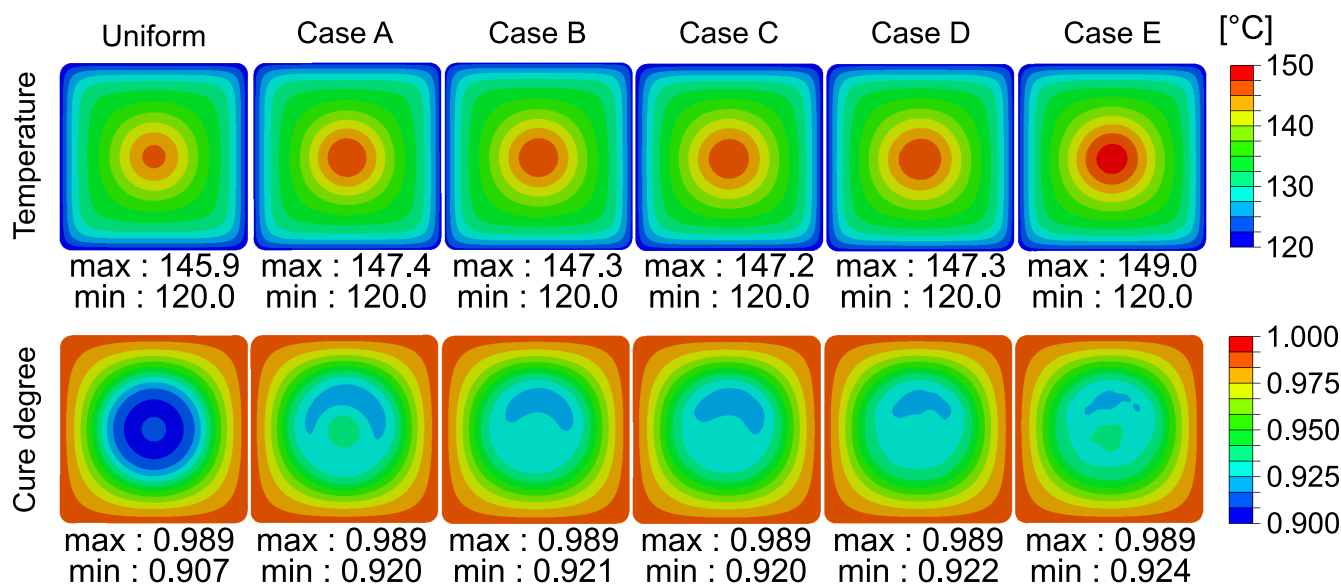 Uniform Case A Case B Case C Case D Case E [°C]
Temperature
150
140
130
120
max : 145.9 max : 147.4 max : 147.3 max : 147.2 max : 147.3 max : 149.0
min : 120.0 min : 120.0 min : 120.0 min : 120.0 min : 120.0 min : 120.0
Cure degree
1.000
0.975
0.950
0.925
0.900
max : 0.989 max : 0.989 max : 0.989 max : 0.989 max : 0.989 max : 0.989
min : 0.907 min : 0.920 min : 0.921 min : 0.920 min : 0.922 min : 0.924